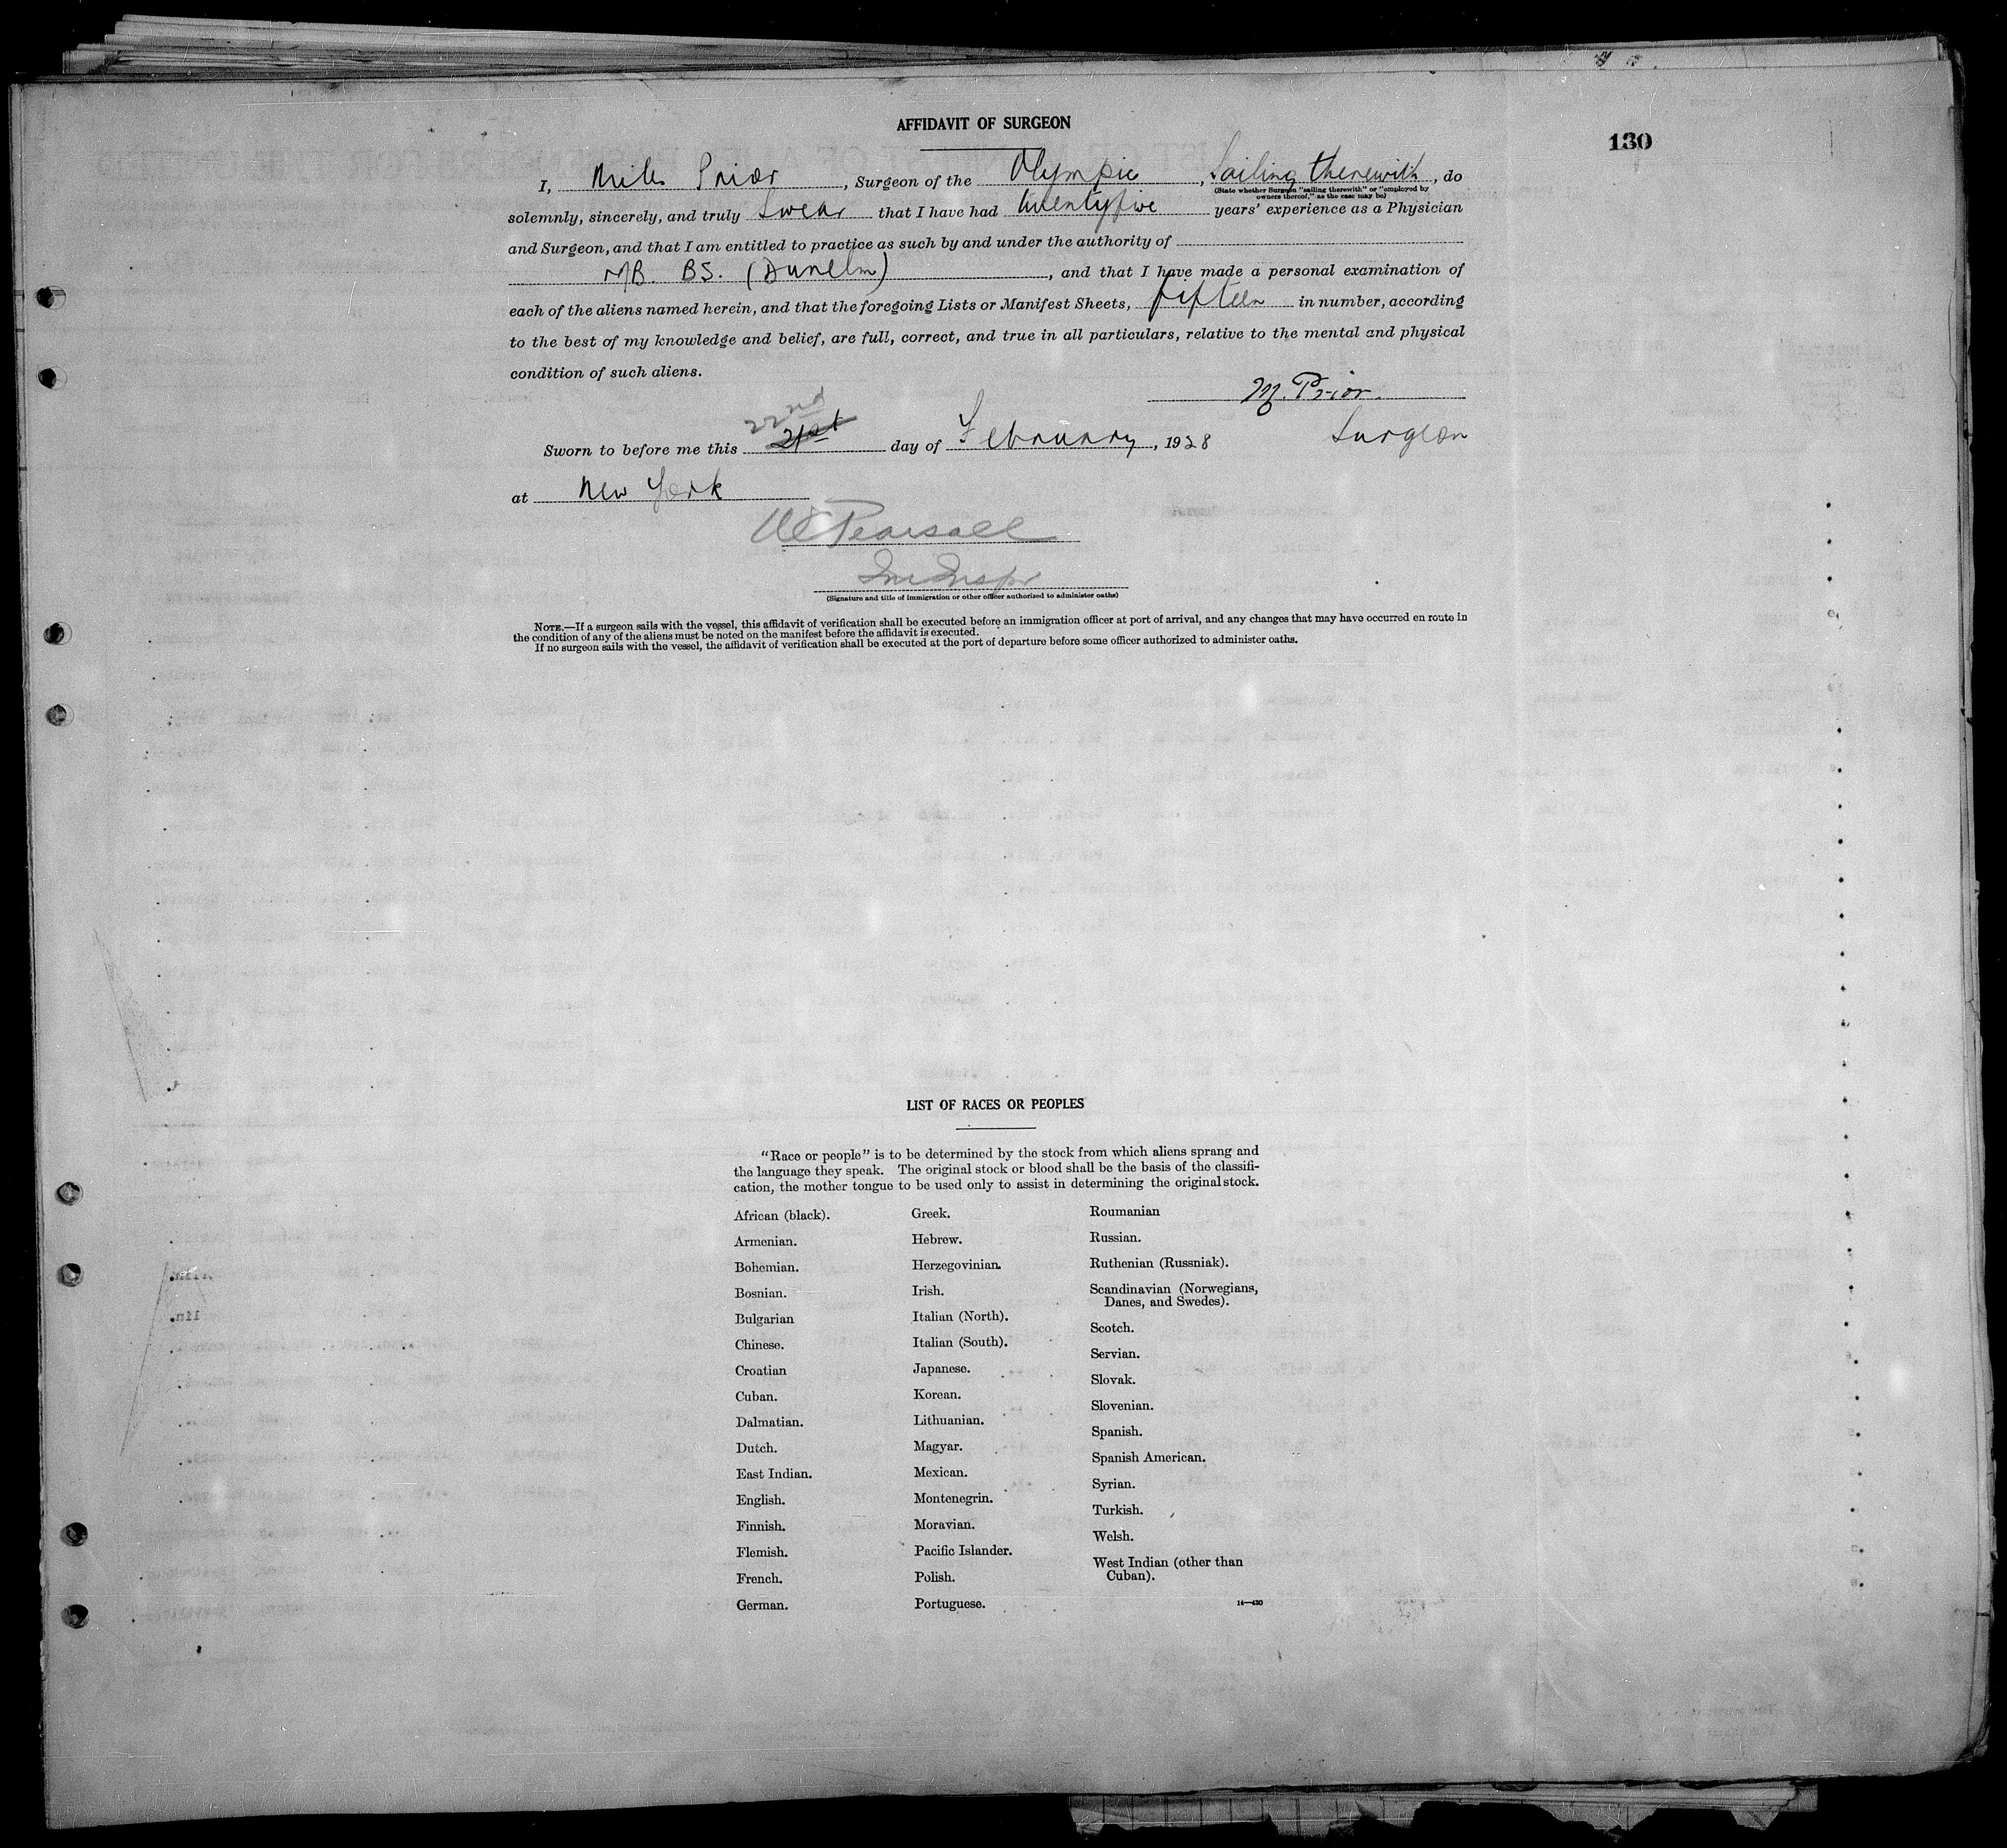 130
AFFIDAVIT OF SURGEON
I, Miles Prior, Surgeon of the Olympic, Sailing therewith, do
(State whether Surgeon "sailing therewith" or "employed by
owners thereof," as the case may be)
solemnly, sincerely, and truly Swear that I have had twentyfive years' experience as a Physician
and Surgeon, and that I am entitled to practice as such by and under the authority of
MB. BS. (Dunelm), and that I have made a personal examination of
each of the aliens named herein, and that the foregoing Lists or Manifest Sheets, fifteen in number, according
to the best of my knowledge and belief, are full, correct, and true in all particulars, relative to the mental and physical
condition of such aliens.
M. Prior.
Surgeon
22nd
Sworn to before me this 21st day of February, 1928
at New York
Pearsall
Im Inspr
(Signature and title of immigration or other officer authorized to administer oaths)
NOTE.—If a surgeon sails with the vessel, this affidavit of verification shall be executed before an immigration officer at port of arrival, and any changes that may have occurred en route in
the condition of any of the aliens must be noted on the manifest before the affidavit is executed.
If no surgeon sails with the vessel, the affidavit of verification shall be executed at the port of departure before some officer authorized to administer oaths.
LIST OF RACES OR PEOPLES
"Race or people" is to be determined by the stock from which aliens sprang and
the language they speak. The original stock or blood shall be the basis of the classifi-
cation, the mother tongue to be used only to assist in determining the original stock.
African (black).
Armenian.
Bohemian.
Bosnian.
Bulgarian
Chinese.
Croatian
Cuban.
Dalmatian.
Dutch.
East Indian.
English.
Finnish.
Flemish.
French.
German.
Greek.
Hebrew.
Herzegovinian.
Irish.
Italian (North).
Italian (South).
Japanese.
Korean.
Lithuanian.
Magyar.
Mexican.
Montenegrin.
Moravian.
Pacific Islander.
Polish.
Portuguese.
Roumanian
Russian.
Ruthenian (Russniak).
Scandinavian (Norwegians,
Danes, and Swedes).
Scotch.
Servian.
Slovak.
Slovenian.
Spanish.
Spanish American.
Syrian.
Turkish.
Welsh.
West Indian (other than
Cuban).
14—430